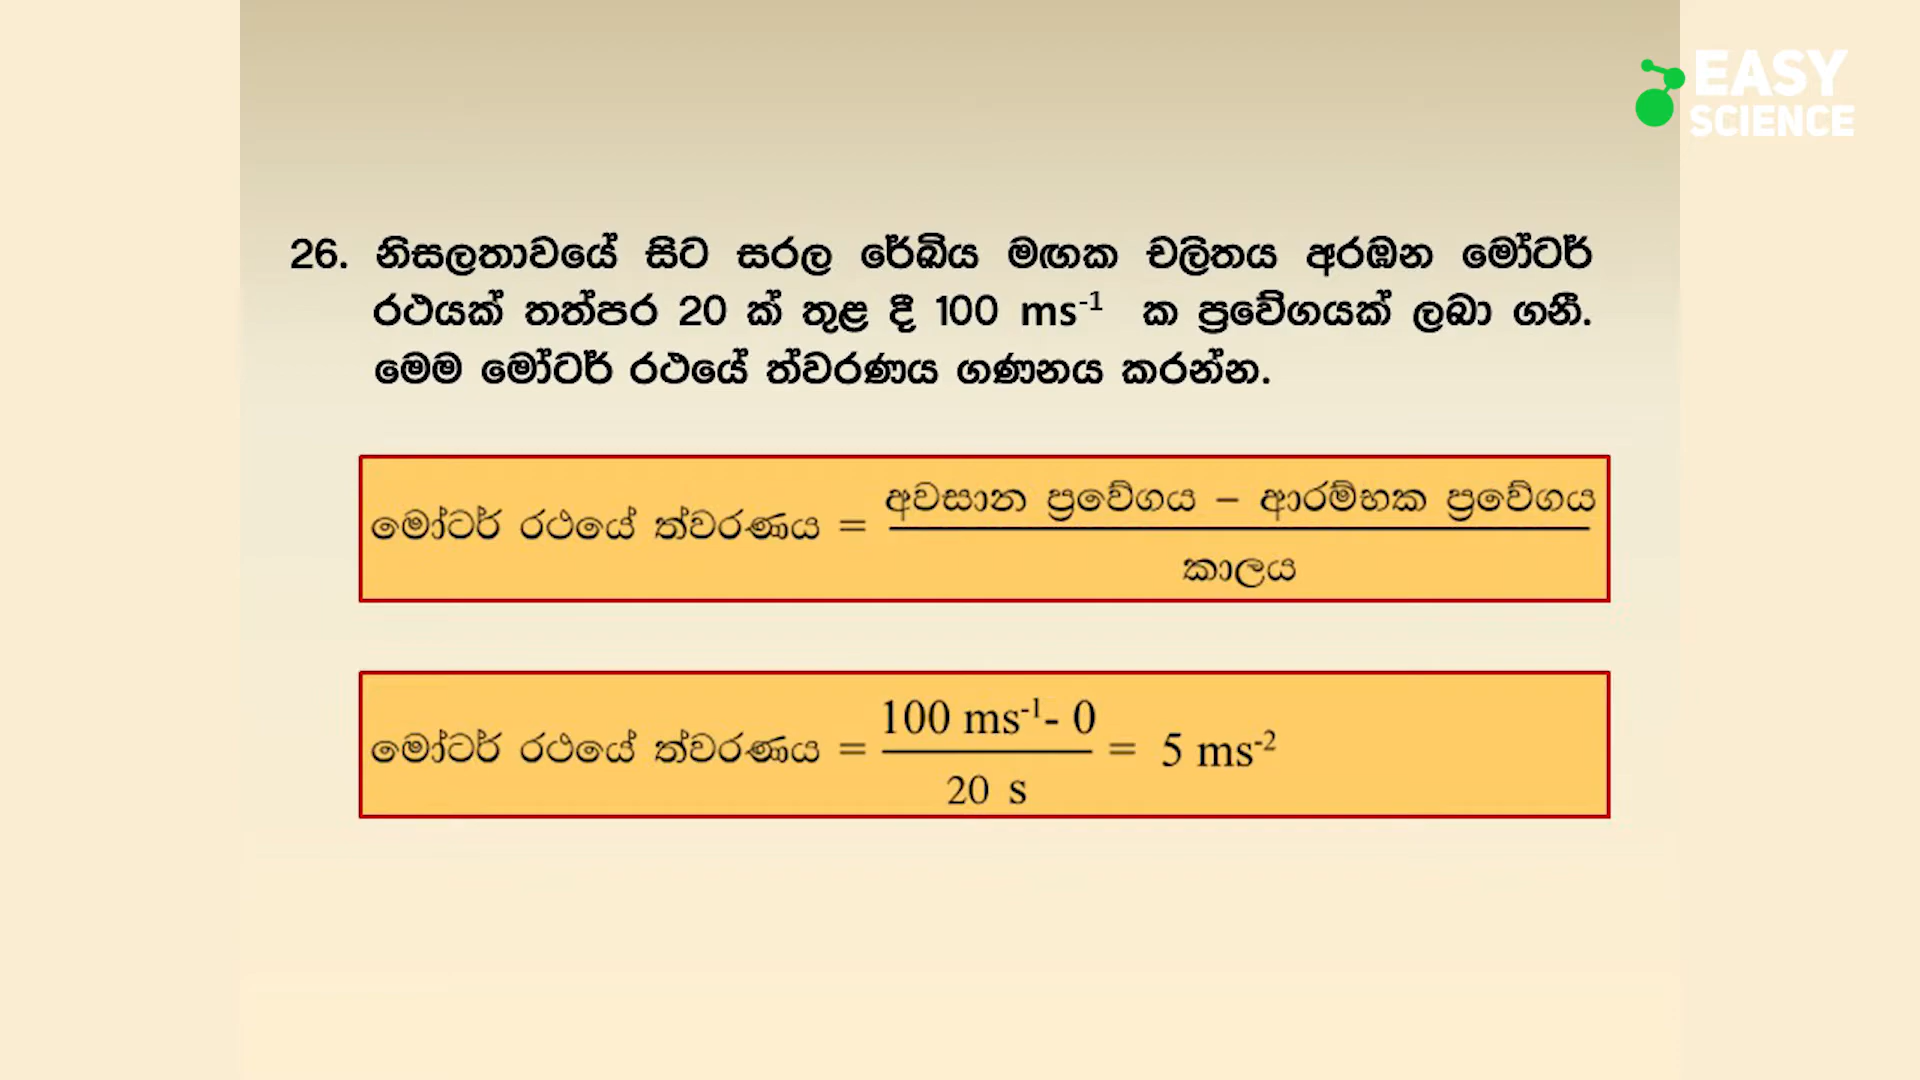 EASY
SCIENCE
26. නිසලතාවයේ සිට සරල රේඛීය මඟක චලිතය අරඹන මෝටර්
රථයක් තත්පර 20 ක් තුළ දී 100 ms⁻¹ ක ප්‍රවේගයක් ලබා ගනී.
මෙම මෝටර් රථයේ ත්වරණය ගණනය කරන්න.
මෝටර් රථයේ ත්වරණය = අවසාන ප්‍රවේගය – ආරම්භක ප්‍රවේගය
කාලය
මෝටර් රථයේ ත්වරණය = 100 ms⁻¹- 0 = 5 ms⁻²
20 s